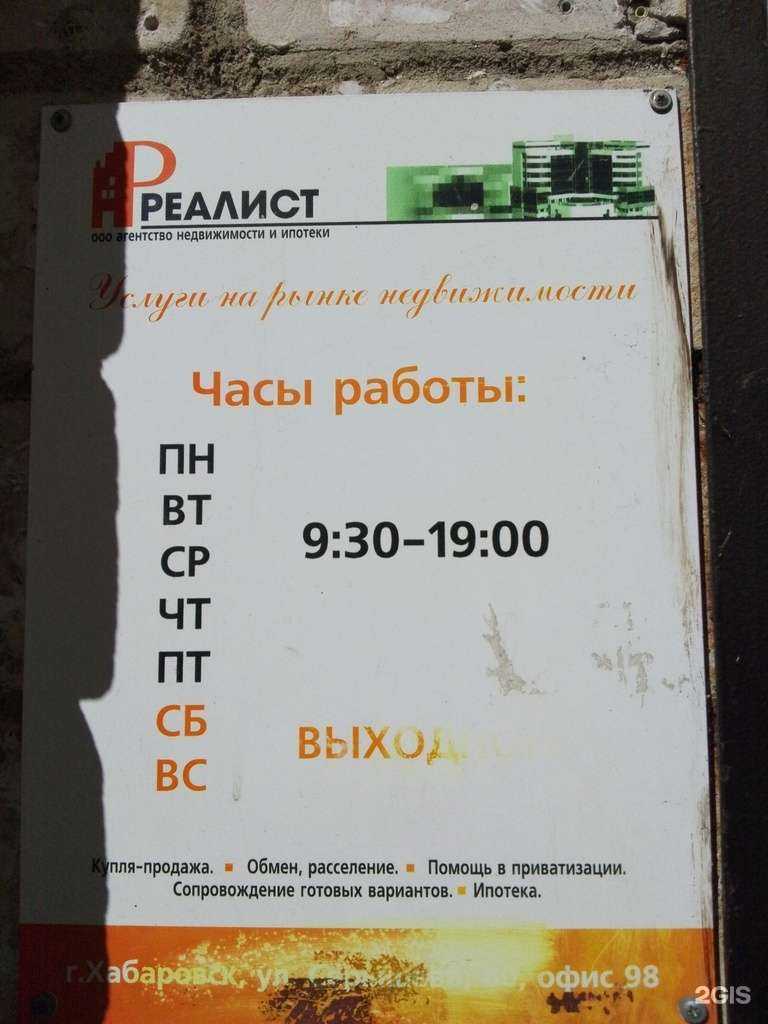 РЕАЛИСТ
ооо агентство недвижимости и ипотеки
Услуги на рынке недвижимости
Часы работы:
ПН
ВТ
СР
9:30-19:00
ЧТ
ПТ
СБ
ВЫХОДНОЙ
ВС
Купля-продажа. ▪ Обмен, расселение. ▪ Помощь в приватизации.
Сопровождение готовых вариантов. ▪ Ипотека.
г.Хабаровск, ул. офис 98
2GIS